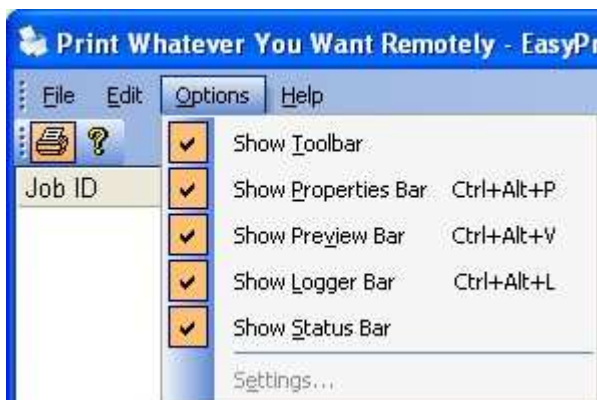 Print Whatever You Want Remotely - EasyPr
File Edit Options Help
Job ID
Show Toolbar
Show Properties Bar Ctrl+Alt+P
Show Preview Bar Ctrl+Alt+V
Show Logger Bar Ctrl+Alt+L
Show Status Bar
Settings...